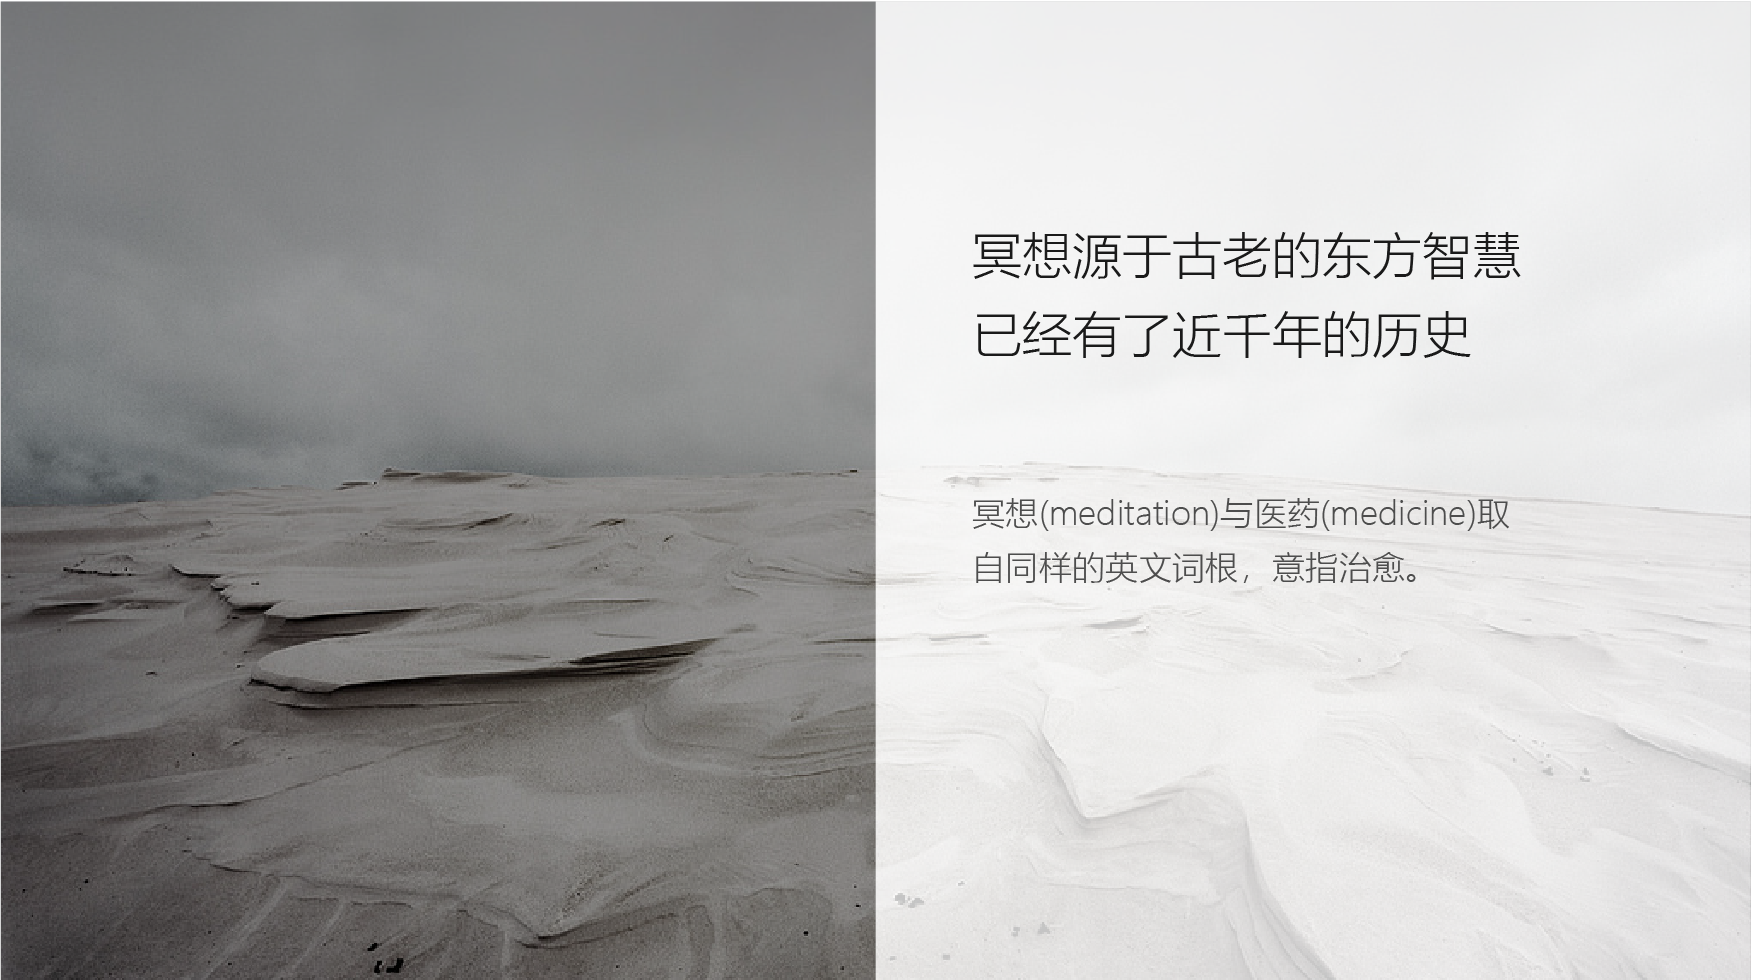 冥想源于古老的东方智慧
已经有了近千年的历史
冥想(meditation)与医药(medicine)取
自同样的英文词根，意指治愈。